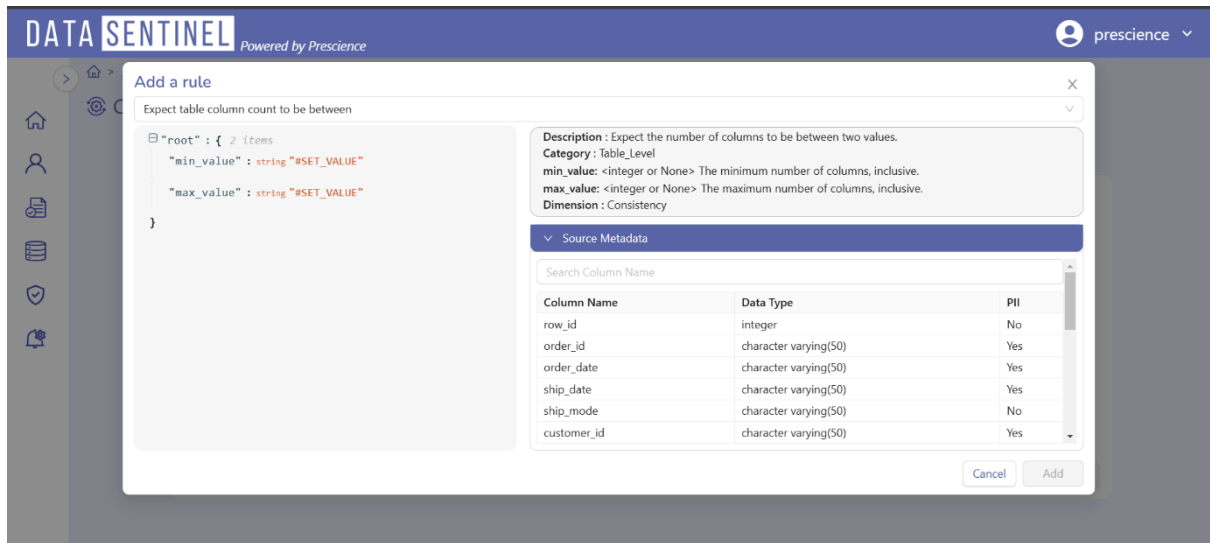 DATA SENTINEL Powered by Prescience
prescience
Add a rule
Expect table column count to be between
"root" : { 2 items
"min_value" : string "#SET_VALUE"
"max_value" : string "#SET_VALUE"
}
Description : Expect the number of columns to be between two values.
Category : Table_Level
min_value: <integer or None> The minimum number of columns, inclusive.
max_value: <integer or None> The maximum number of columns, inclusive.
Dimension : Consistency
Source Metadata
Search Column Name
Column Name Data Type PII
row_id integer No
order_id character varying(50) Yes
order_date character varying(50) Yes
ship_date character varying(50) Yes
ship_mode character varying(50) No
customer_id character varying(50) Yes
Cancel Add